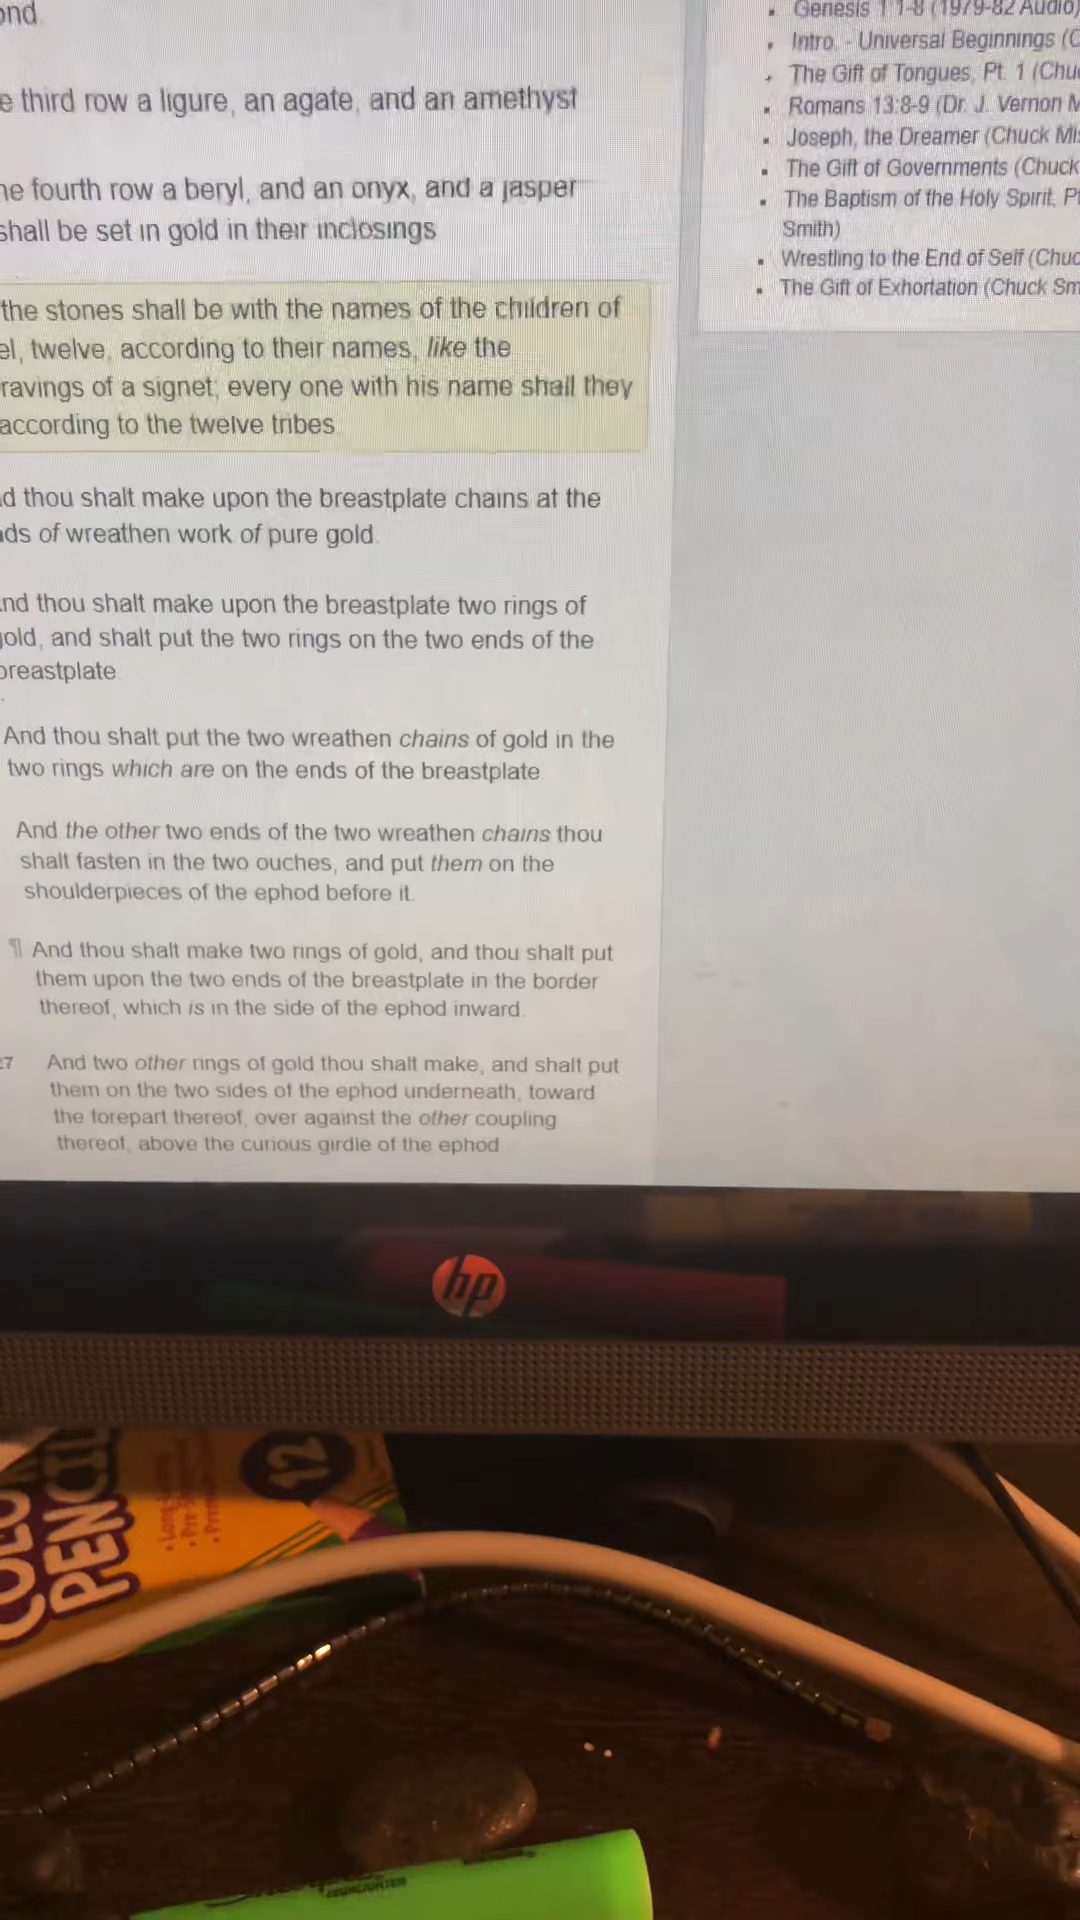 ond.
e third row a ligure, an agate, and an amethyst
he fourth row a beryl, and an onyx, and a jasper
shall be set in gold in their inclosings
the stones shall be with the names of the children of
el, twelve, according to their names, like the
ravings of a signet; every one with his name shall they
according to the twelve tribes
d thou shalt make upon the breastplate chains at the
ds of wreathen work of pure gold.
nd thou shalt make upon the breastplate two rings of
gold, and shalt put the two rings on the two ends of the
breastplate
And thou shalt put the two wreathen chains of gold in the
two rings which are on the ends of the breastplate
And the other two ends of the two wreathen chains thou
shalt fasten in the two ouches, and put them on the
shoulderpieces of the ephod before it.
¶ And thou shalt make two rings of gold, and thou shalt put
them upon the two ends of the breastplate in the border
thereof, which is in the side of the ephod inward.
27 And two other rings of gold thou shalt make, and shalt put
them on the two sides of the ephod underneath, toward
the forepart thereof, over against the other coupling
thereof, above the curious girdle of the ephod
Genesis 1:1-8 (1979-82 Audio)
Intro. - Universal Beginnings (C
The Gift of Tongues, Pt. 1 (Chu
Romans 13:8-9 (Dr. J. Vernon M
Joseph, the Dreamer (Chuck Mis
The Gift of Governments (Chuck
The Baptism of the Holy Spirit, Pt
Smith)
Wrestling to the End of Self (Chuc
The Gift of Exhortation (Chuck Sm
hp
12
PENCIL